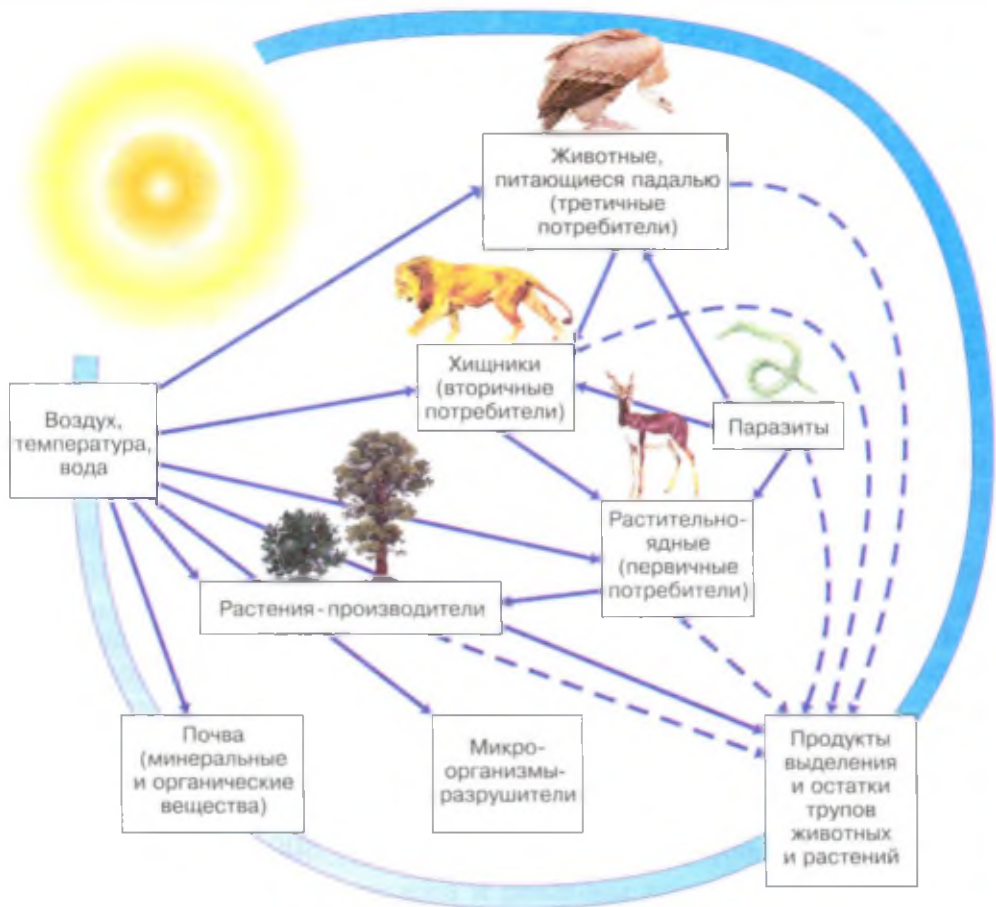 Животные,
питающиеся падалью
(третичные
потребители)
Хищники
(вторичные
потребители)
Воздух,
температура,
вода
Паразиты
Растительно-
ядные
(первичные
потребители)
Растения-производители
Почва
(минеральные
и органические
вещества)
Микро-
организмы-
разрушители
Продукты
выделения
и остатки
трупов
животных
и растений